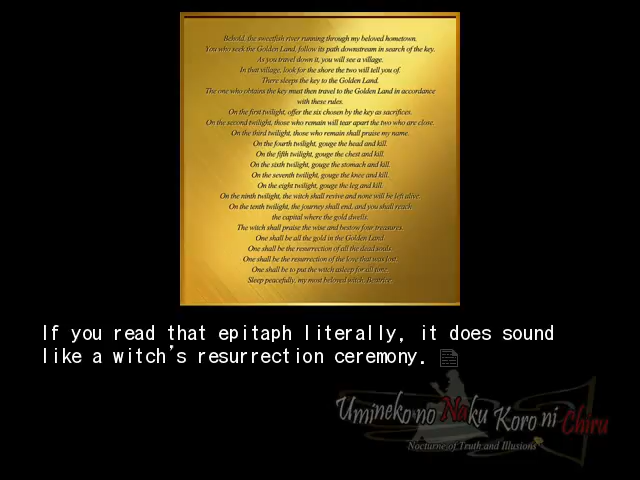 Behold, the sweetfish river running through my beloved hometown.
You who seek the Golden Land, follow its path downstream in search of the key.
As you travel down it, you will see a village.
In that village, look for the shore the two will tell you of.
There sleeps the key to the Golden Land.
The one who obtains the key must then travel to the Golden Land in accordance
with these rules.
On the first twilight, offer the six chosen by the key as sacrifices.
On the second twilight, those who remain will tear apart the two who are close.
On the third twilight, those who remain shall praise my name.
On the fourth twilight, gouge the head and kill.
On the fifth twilight, gouge the chest and kill.
On the sixth twilight, gouge the stomach and kill.
On the seventh twilight, gouge the knee and kill.
On the eight twilight, gouge the leg and kill.
On the ninth twilight, the witch shall revive and none will be left alive.
On the tenth twilight, the journey shall end, and you shall reach
the capital where the gold dwells.
The witch shall praise the wise and bestow four treasures.
One shall be all the gold in the Golden Land.
One shall be the resurrection of all the dead souls.
One shall be the resurrection of the love that was lost.
One shall be to put the witch asleep for all time.
Sleep peacefully, my most beloved witch, Beatrice.
If you read that epitaph literally, it does sound
like a witch's resurrection ceremony.
Umineko no Naku Koro ni Chiru
Nocturne of Truth and Illusions